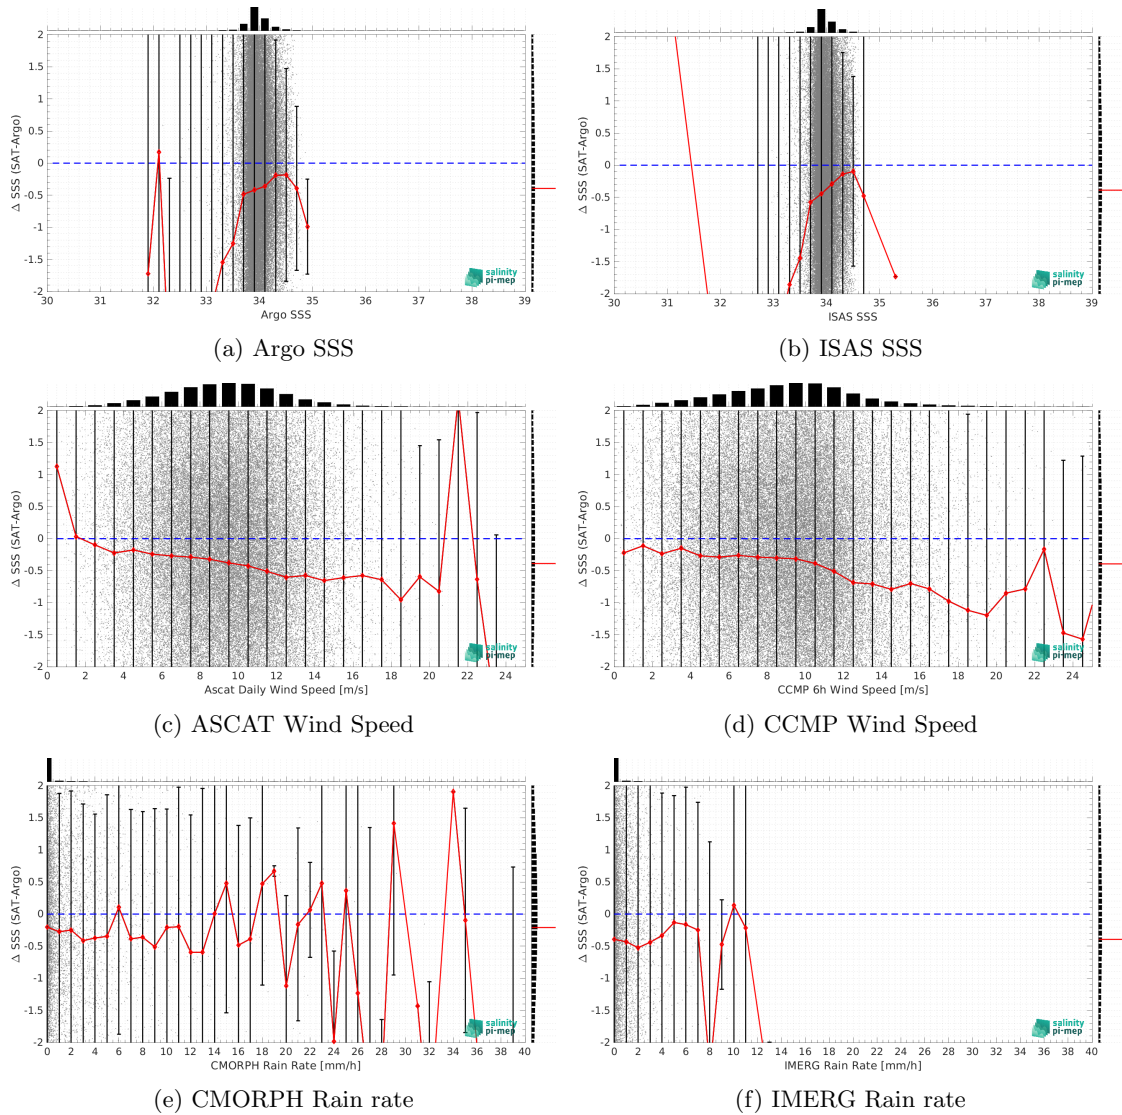 2
1.5
1
0.5
0
-0.5
-1
-1.5
-2
Δ SSS (SAT-Argo)
30 31 32 33 34 35 36 37 38 39
Argo SSS
salinity
pi-mep
(a) Argo SSS
2
1.5
1
0.5
0
-0.5
-1
-1.5
-2
Δ SSS (SAT-Argo)
30 31 32 33 34 35 36 37 38 39
ISAS SSS
salinity
pi-mep
(b) ISAS SSS
2
1.5
1
0.5
0
-0.5
-1
-1.5
-2
Δ SSS (SAT-Argo)
0 2 4 6 8 10 12 14 16 18 20 22 24
Ascat Daily Wind Speed [m/s]
salinity
pi-mep
(c) ASCAT Wind Speed
2
1.5
1
0.5
0
-0.5
-1
-1.5
-2
Δ SSS (SAT-Argo)
0 2 4 6 8 10 12 14 16 18 20 22 24
CCMP 6h Wind Speed [m/s]
salinity
pi-mep
(d) CCMP Wind Speed
2
1.5
1
0.5
0
-0.5
-1
-1.5
-2
Δ SSS (SAT-Argo)
0 2 4 6 8 10 12 14 16 18 20 22 24 26 28 30 32 34 36 38 40
CMORPH Rain Rate [mm/h]
salinity
pi-mep
(e) CMORPH Rain rate
2
1.5
1
0.5
0
-0.5
-1
-1.5
-2
Δ SSS (SAT-Argo)
0 2 4 6 8 10 12 14 16 18 20 22 24 26 28 30 32 34 36 38 40
IMERG Rain Rate [mm/h]
salinity
pi-mep
(f) IMERG Rain rate